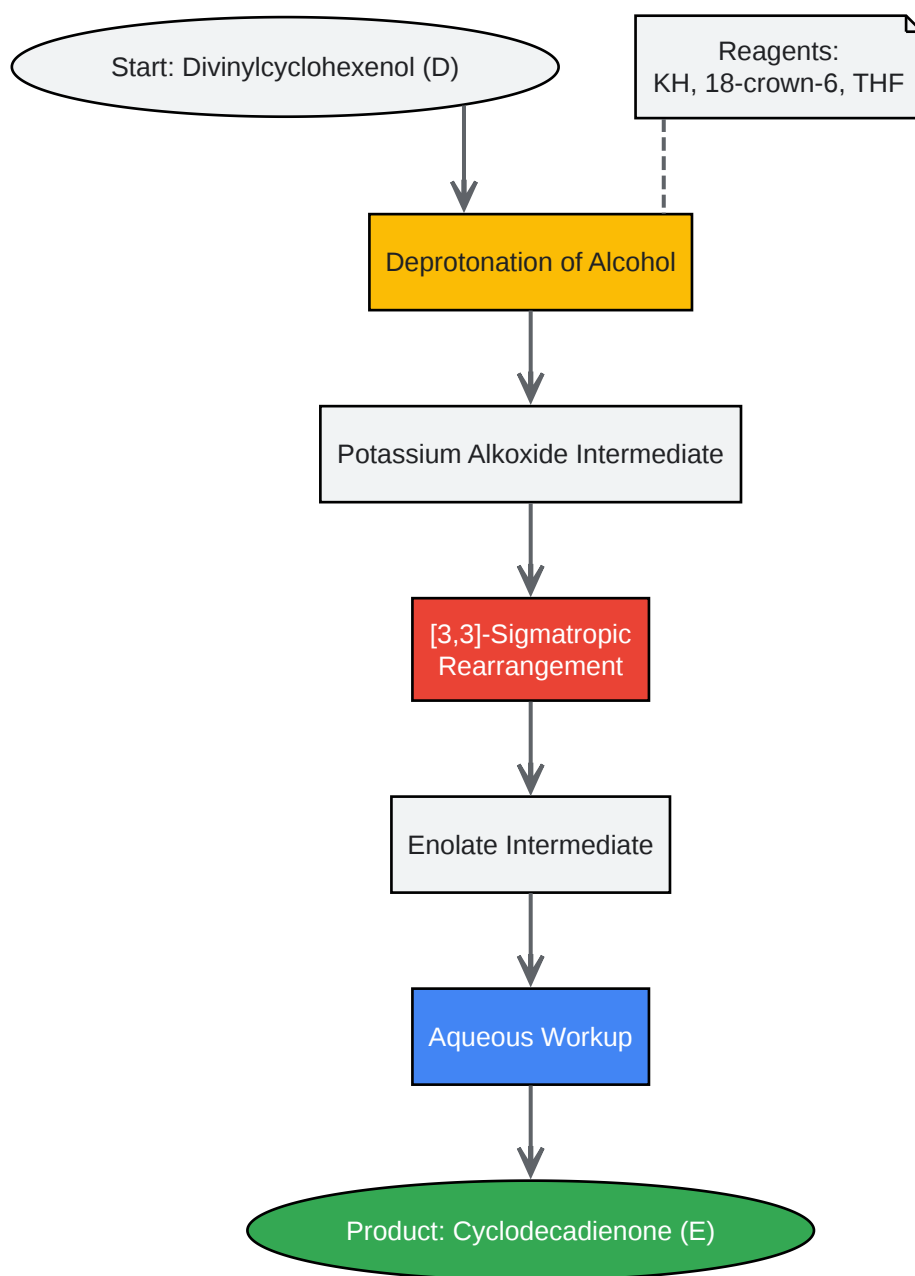 Start: Divinylcyclohexenol (D)
Reagents:
KH, 18-crown-6, THF
Deprotonation of Alcohol
Potassium Alkoxide Intermediate
[3,3]-Sigmatropic
Rearrangement
Enolate Intermediate
Aqueous Workup
Product: Cyclodecadienone (E)